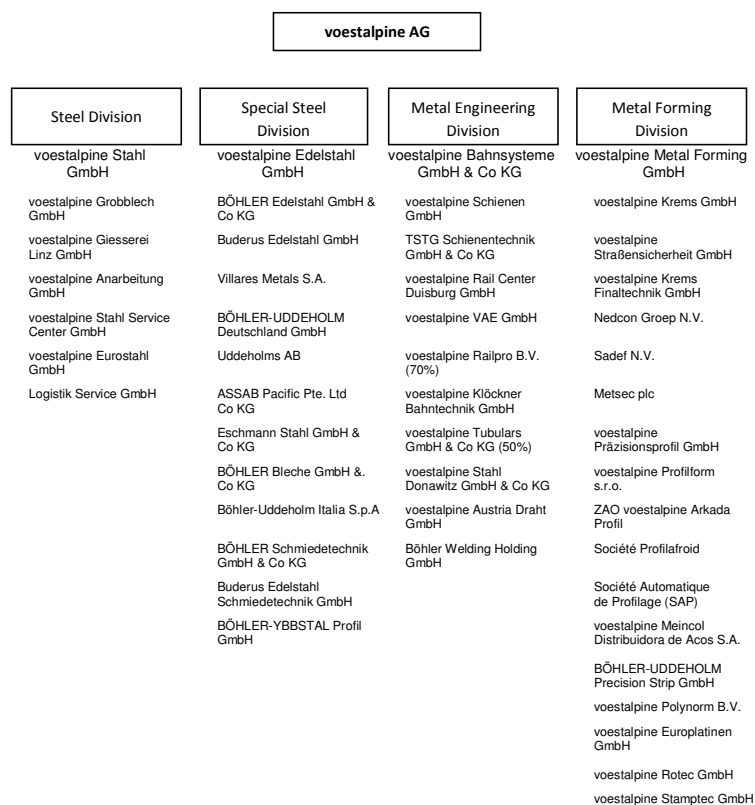 voestalpine AG
Steel Division
voestalpine Stahl
GmbH
voestalpine Grobblech
GmbH
voestalpine Giesserei
Linz GmbH
voestalpine Anarbeitung
GmbH
voestalpine Stahl Service
Center GmbH
voestalpine Eurostahl
GmbH
Logistik Service GmbH
Special Steel
Division
voestalpine Edelstahl
GmbH
BÖHLER Edelstahl GmbH &
Co KG
Buderus Edelstahl GmbH
Villares Metals S.A.
BÖHLER-UDDEHOLM
Deutschland GmbH
Uddeholms AB
ASSAB Pacific Pte. Ltd
Co KG
Eschmann Stahl GmbH &
Co KG
BÖHLER Bleche GmbH &.
Co KG
Böhler-Uddeholm Italia S.p.A
BÖHLER Schmiedetechnik
GmbH & Co KG
Buderus Edelstahl
Schmiedetechnik GmbH
BÖHLER-YBBSTAL Profil
GmbH
Metal Engineering
Division
voestalpine Bahnsysteme
GmbH & Co KG
voestalpine Schienen
GmbH
TSTG Schienentechnik
GmbH & Co KG
voestalpine Rail Center
Duisburg GmbH
voestalpine VAE GmbH
voestalpine Railpro B.V.
(70%)
voestalpine Klöckner
Bahntechnik GmbH
voestalpine Tubulars
GmbH & Co KG (50%)
voestalpine Stahl
Donawitz GmbH & Co KG
voestalpine Austria Draht
GmbH
Böhler Welding Holding
GmbH
Metal Forming
Division
voestalpine Metal Forming
GmbH
voestalpine Krems GmbH
voestalpine
Straßensicherheit GmbH
voestalpine Krems
Finaltechnik GmbH
Nedcon Groep N.V.
Sadef N.V.
Metsec plc
voestalpine
Präzisionsprofil GmbH
voestalpine Profilform
s.r.o.
ZAO voestalpine Arkada
Profil
Société Profilafroid
Société Automatique
de Profilage (SAP)
voestalpine Meincol
Distribuidora de Acos S.A.
BÖHLER-UDDEHOLM
Precision Strip GmbH
voestalpine Polynorm B.V.
voestalpine Europlatinen
GmbH
voestalpine Rotec GmbH
voestalpine Stamptec GmbH